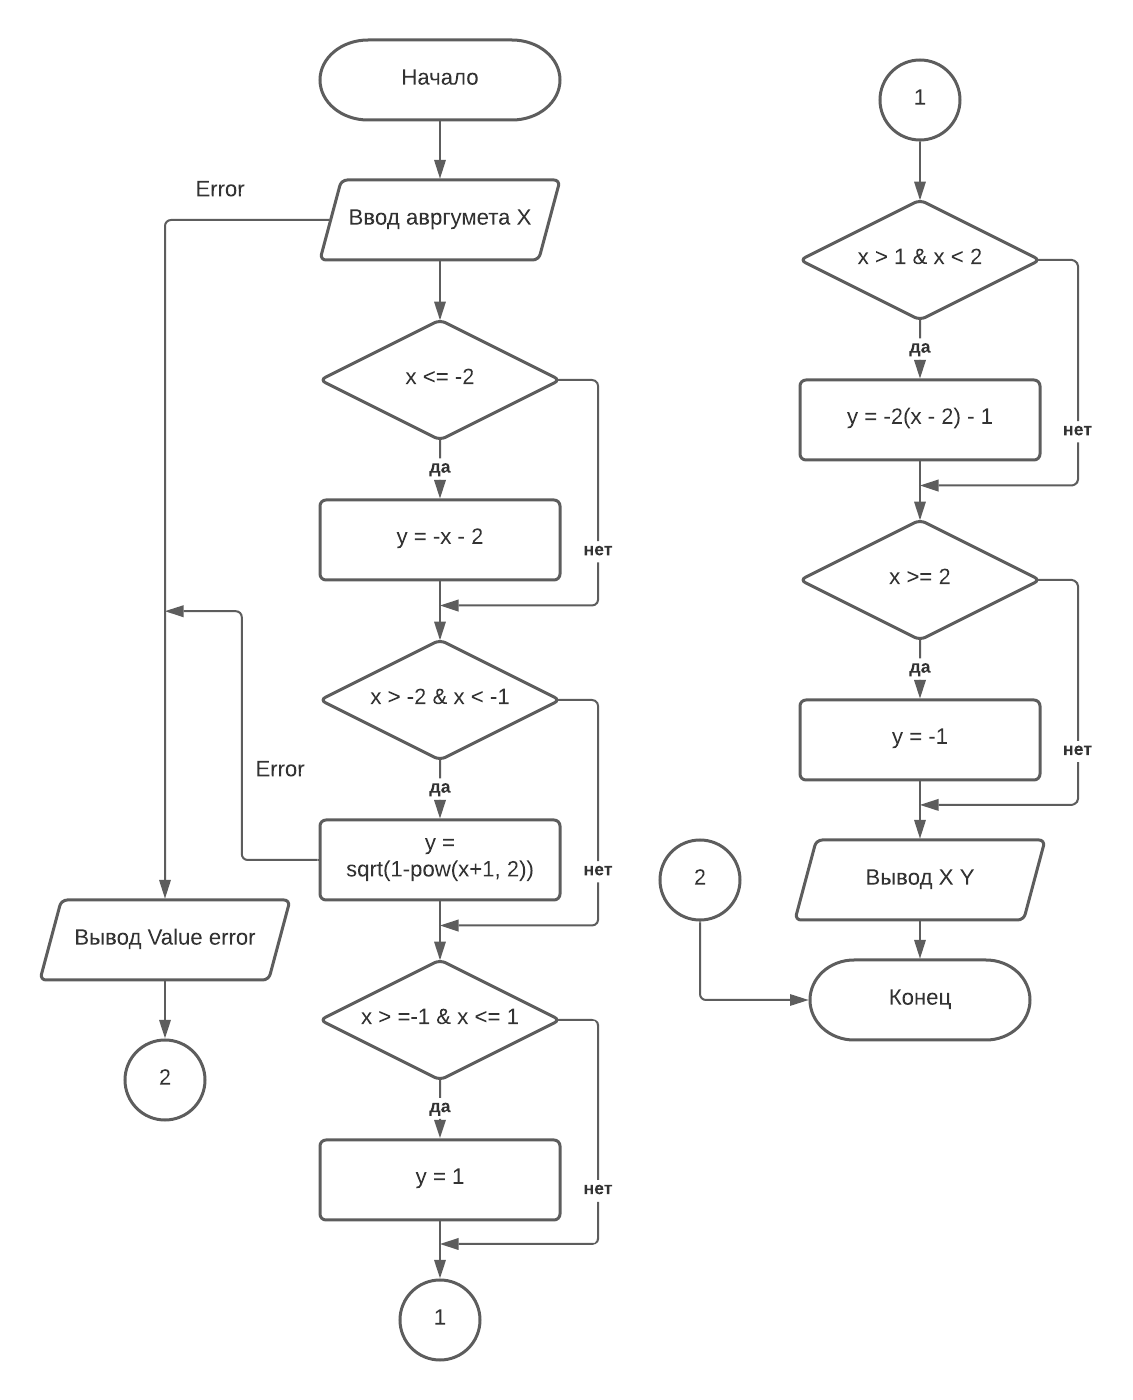 Начало
Error
Ввод авргумета X
x <= -2
да
y = -x - 2
нет
x > -2 & x < -1
Error
да
y =
sqrt(1-pow(x+1, 2))
нет
Вывод Value error
2
x > =-1 & x <= 1
да
y = 1
нет
1
1
x > 1 & x < 2
да
y = -2(x - 2) - 1
нет
x >= 2
да
y = -1
нет
2
Вывод X Y
Конец